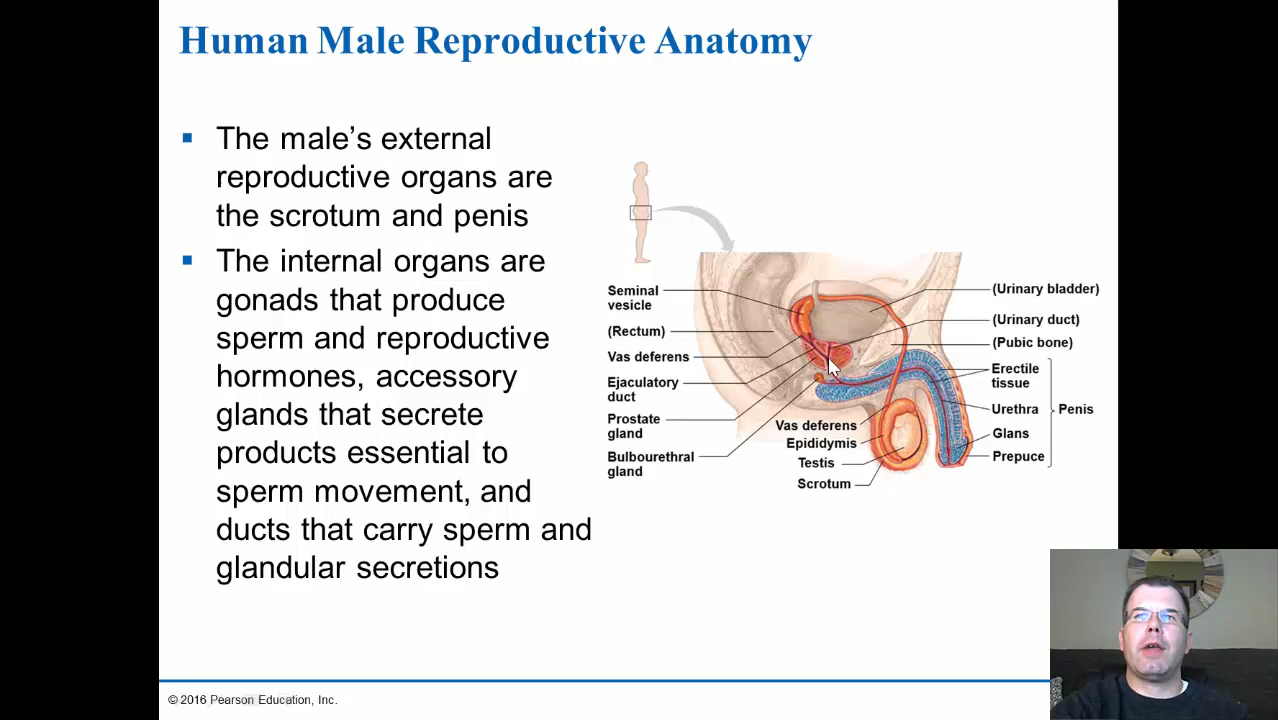 Human Male Reproductive Anatomy
The male’s external
reproductive organs are
the scrotum and penis
The internal organs are
gonads that produce
sperm and reproductive
hormones, accessory
glands that secrete
products essential to
sperm movement, and
ducts that carry sperm and
glandular secretions
Seminal
vesicle
(Rectum)
Vas deferens
Ejaculatory
duct
Prostate
gland
Bulbourethral
gland
Vas deferens
Epididymis
Testis
Scrotum
(Urinary bladder)
(Urinary duct)
(Pubic bone)
Erectile
tissue
Urethra
Glans
Prepuce
Penis
© 2016 Pearson Education, Inc.